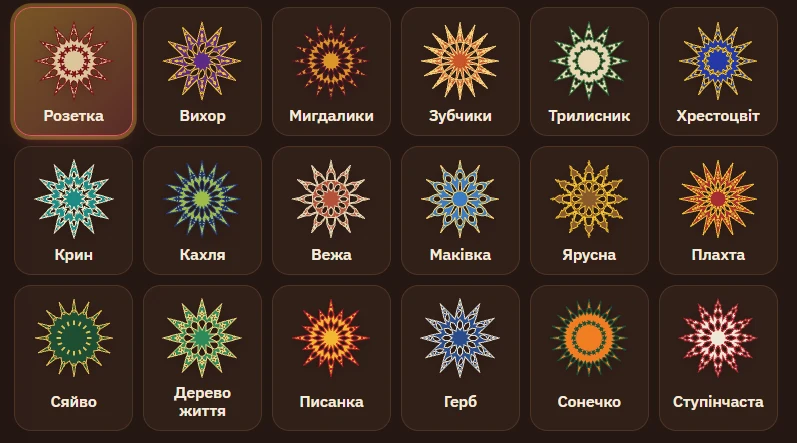 Розетка
Вихор
Мигдалики
Зубчики
Трилисник
Хрестоцвіт
Крин
Кахля
Вежа
Маківка
Ярусна
Плахта
Сяйво
Дерево
життя
Писанка
Герб
Сонечко
Ступінчаста